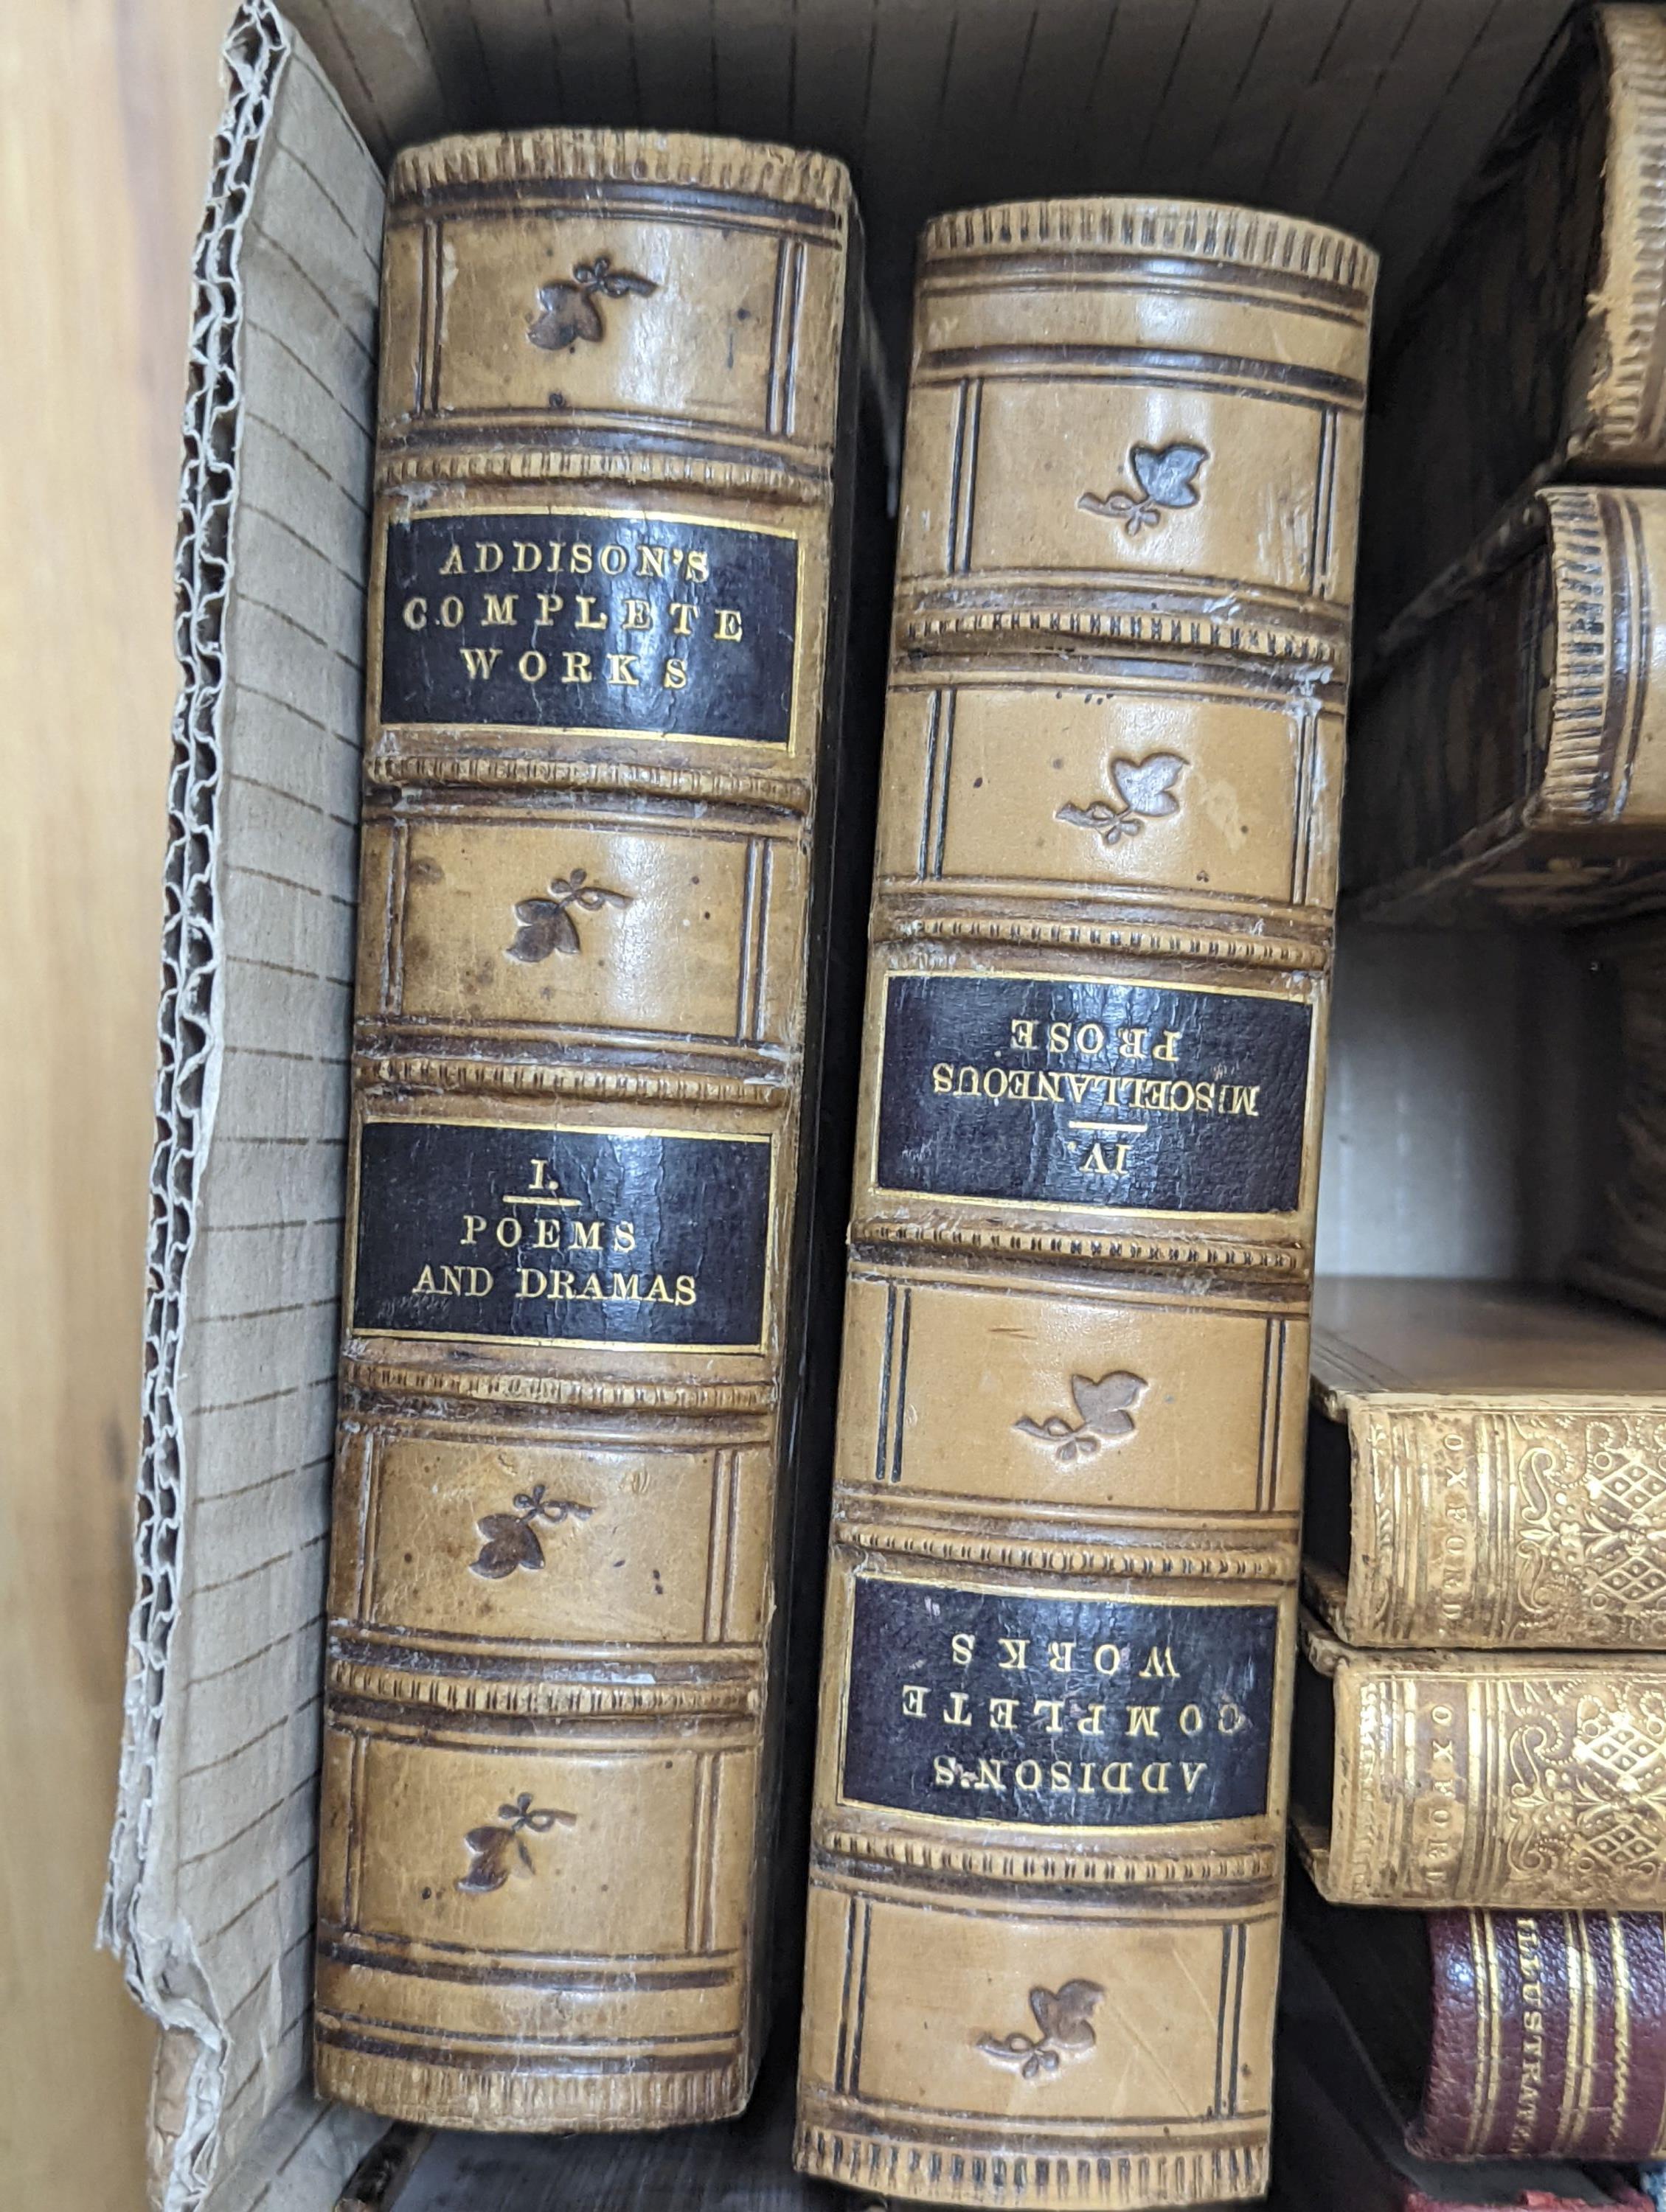 ADDISON'S
COMPLETE
WORKS
I.
POEMS
AND DRAMAS
ADDISON'S
COMPLETE
WORKS
IV.
MISCELLANEOUS
PROSE
OXFORD
OXFORD